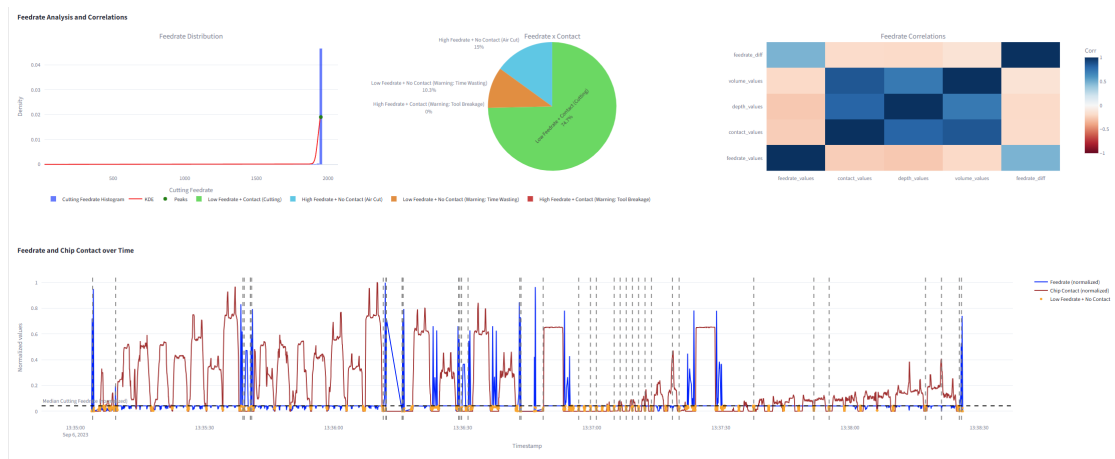 Feedrate Analysis and Correlations
Feedrate Distribution
Density
0.04
0.03
0.02
0.01
0
500
1000
1500
2000
Cutting Feedrate
Feedrate x Contact
High Feedrate + No Contact (Air Cut)
15%
Low Feedrate + No Contact (Warning: Time Wasting)
10.3%
High Feedrate + Contact (Warning: Tool Breakage)
0%
Low Feedrate + Contact (Cutting)
74.7%
Feedrate Correlations
feedrate_diff
volume_values
depth_values
contact_values
feedrate_values
feedrate_values
contact_values
depth_values
volume_values
feedrate_diff
Corr
0.5
0
−0.5
−1
Cutting Feedrate Histogram
KDE
Peaks
Low Feedrate + Contact (Cutting)
High Feedrate + No Contact (Air Cut)
Low Feedrate + No Contact (Warning: Time Wasting)
High Feedrate + Contact (Warning: Tool Breakage)
Feedrate and Chip Contact over Time
Normalized values
1
0.8
0.6
0.4
0.2
0
Median Cutting Feedrate
13:35:00
Sep 6, 2023
13:35:30
13:36:00
13:36:30
13:37:00
13:37:30
13:38:00
13:38:30
Timestamp
Feedrate (normalized)
Chip Contact (normalized)
Low Feedrate + No Contact